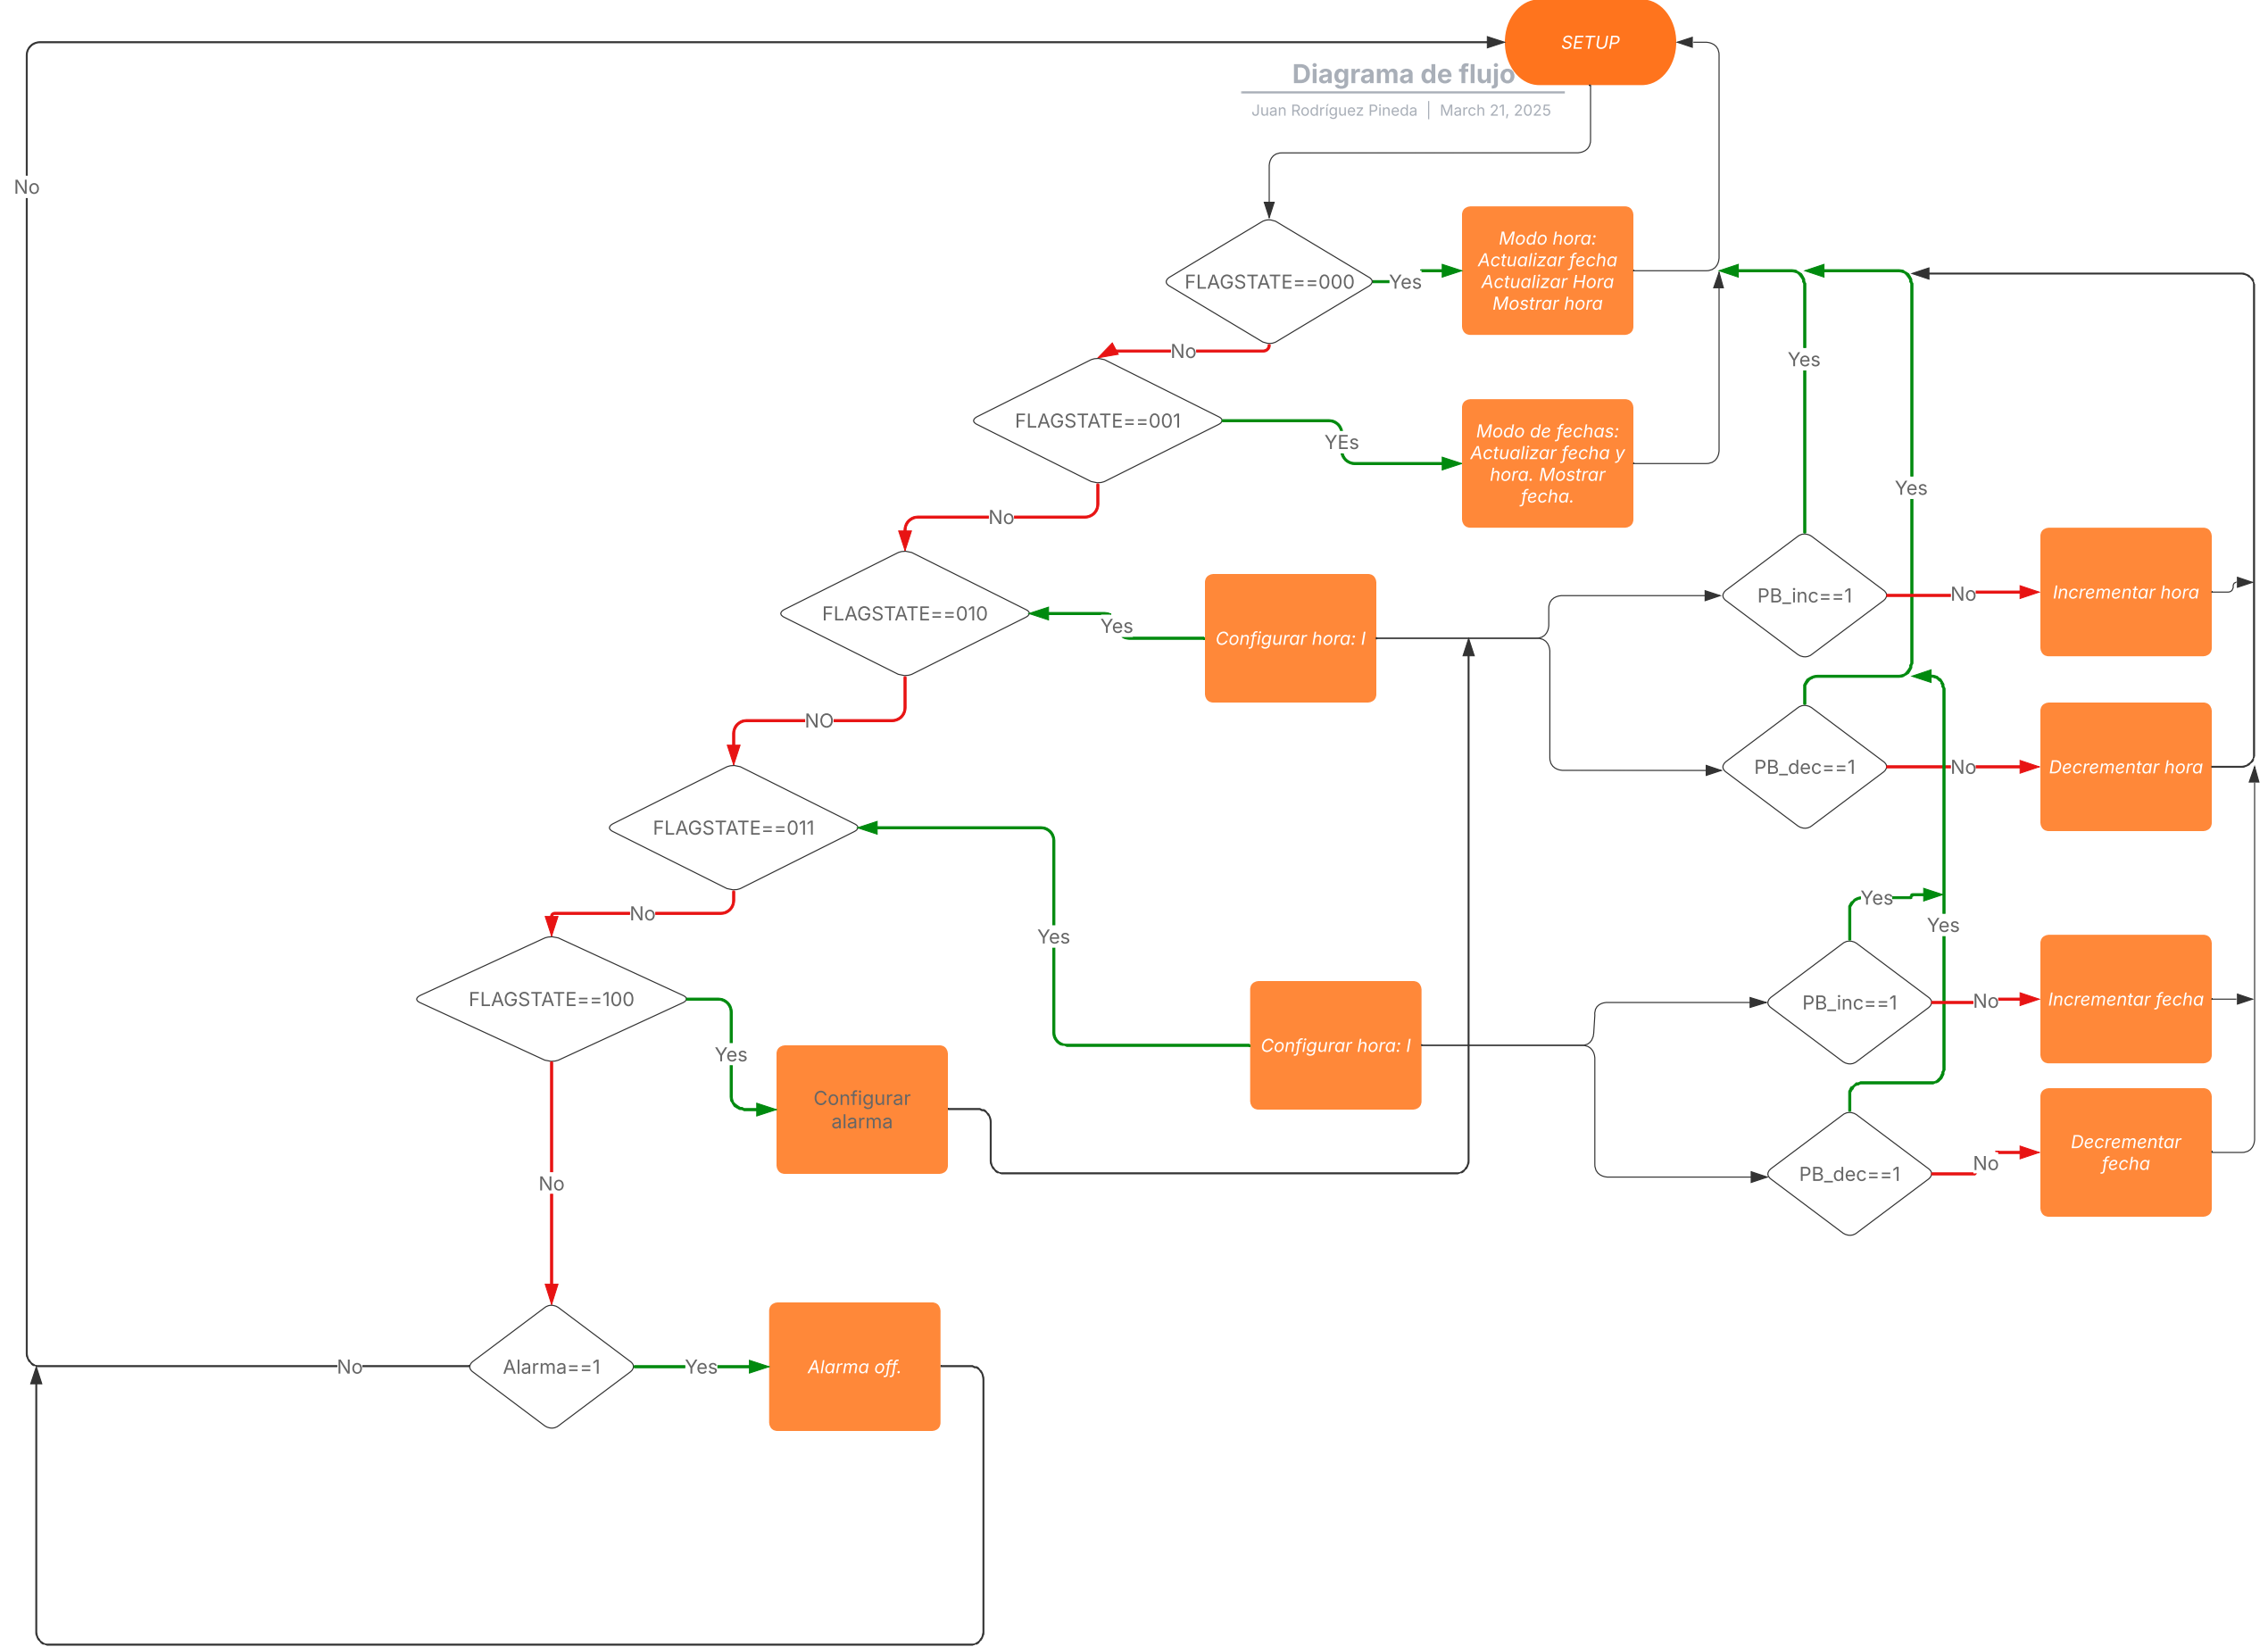 SETUP
Diagrama de flujo
Juan Rodríguez Pineda | March 21, 2025
No
Modo hora:
Actualizar fecha
Actualizar Hora
Mostrar hora
FLAGSTATE==000
Yes
No
Yes
FLAGSTATE==001
YEs
Modo de fechas:
Actualizar fecha y
hora. Mostrar
fecha.
Yes
No
FLAGSTATE==010
Yes
Configurar hora: I
PB_inc==1
No
Incrementar hora
NO
PB_dec==1
No
Decrementar hora
FLAGSTATE==011
No
Yes
Yes
Yes
FLAGSTATE==100
Yes
Configurar hora: I
PB_inc==1
No
Incrementar fecha
Configurar
alarma
No
PB_dec==1
No
Decrementar
fecha
No
Alarma==1
Yes
Alarma off.